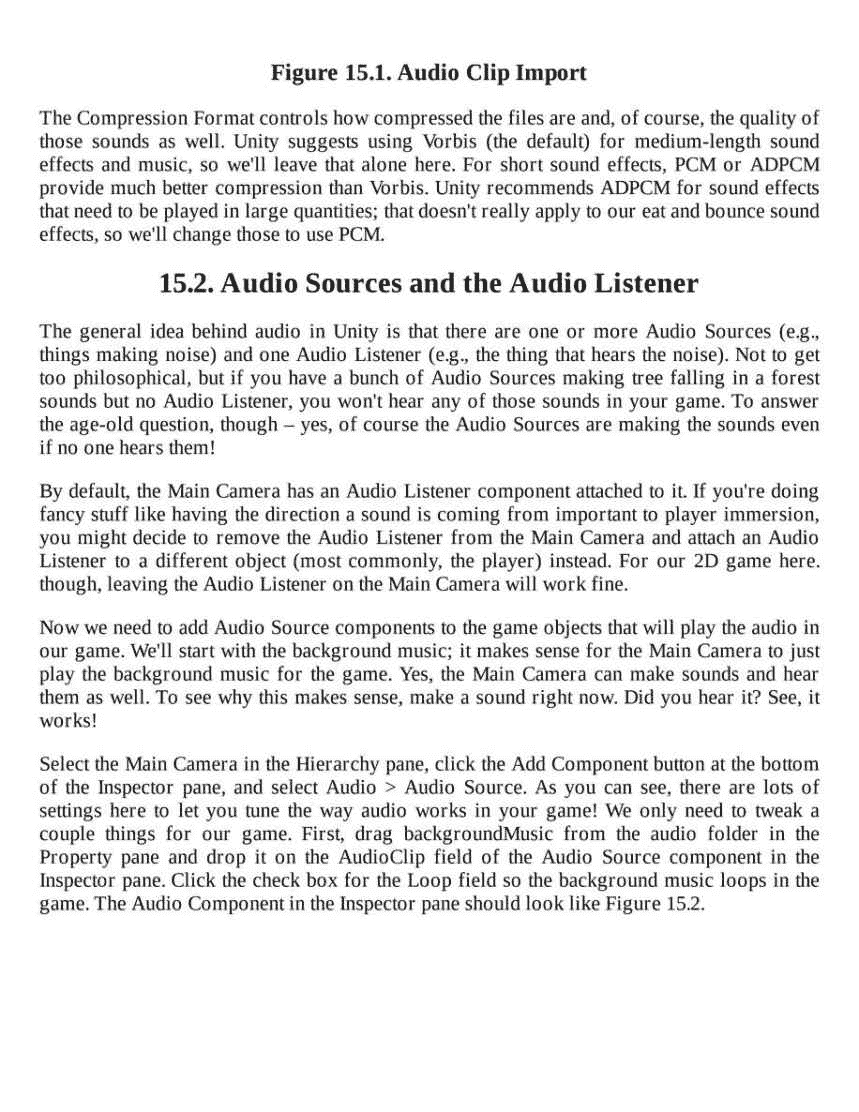 Figure 15.1. Audio Clip Import
The Compression Format controls how compressed the files are and, of course, the quality of
those sounds as well. Unity suggests using Vorbis (the default) for medium-length sound
effects and music, so we'll leave that alone here. For short sound effects, PCM or ADPCM
provide much better compression than Vorbis. Unity recommends ADPCM for sound effects
that need to be played in large quantities; that doesn't really apply to our eat and bounce sound
effects, so we'll change those to use PCM.
15.2. Audio Sources and the Audio Listener
The general idea behind audio in Unity is that there are one or more Audio Sources (e.g.,
things making noise) and one Audio Listener (e.g., the thing that hears the noise). Not to get
too philosophical, but if you have a bunch of Audio Sources making tree falling in a forest
sounds but no Audio Listener, you won't hear any of those sounds in your game. To answer
the age-old question, though – yes, of course the Audio Sources are making the sounds even
if no one hears them!
By default, the Main Camera has an Audio Listener component attached to it. If you're doing
fancy stuff like having the direction a sound is coming from important to player immersion,
you might decide to remove the Audio Listener from the Main Camera and attach an Audio
Listener to a different object (most commonly, the player) instead. For our 2D game here.
though, leaving the Audio Listener on the Main Camera will work fine.
Now we need to add Audio Source components to the game objects that will play the audio in
our game. We'll start with the background music; it makes sense for the Main Camera to just
play the background music for the game. Yes, the Main Camera can make sounds and hear
them as well. To see why this makes sense, make a sound right now. Did you hear it? See, it
works!
Select the Main Camera in the Hierarchy pane, click the Add Component button at the bottom
of the Inspector pane, and select Audio > Audio Source. As you can see, there are lots of
settings here to let you tune the way audio works in your game! We only need to tweak a
couple things for our game. First, drag backgroundMusic from the audio folder in the
Property pane and drop it on the AudioClip field of the Audio Source component in the
Inspector pane. Click the check box for the Loop field so the background music loops in the
game. The Audio Component in the Inspector pane should look like Figure 15.2.